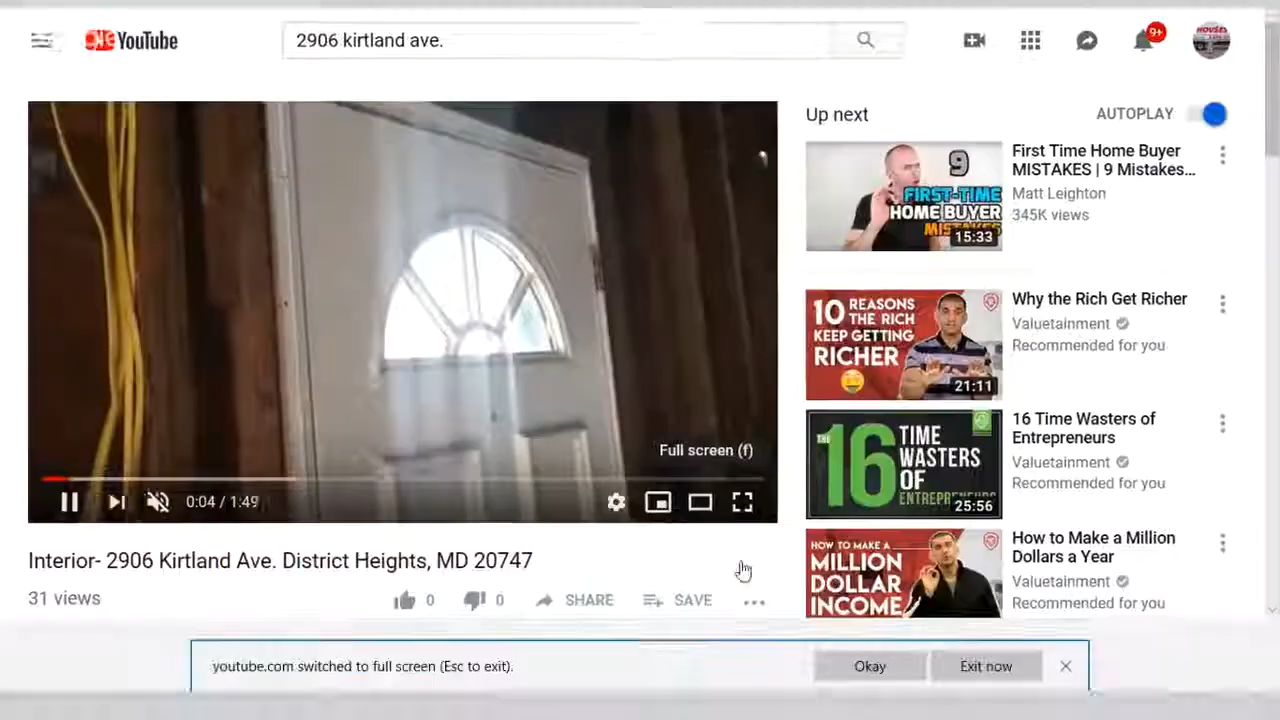 YouTube
2906 kirtland ave.
9+
HOUSES
Full screen (f)
0:04 / 1:49
Interior- 2906 Kirtland Ave. District Heights, MD 20747
31 views
0
0
SHARE
SAVE
Up next
AUTOPLAY
9
FIRST-TIME
HOME BUYER
MISTAKES
15:33
First Time Home Buyer
MISTAKES | 9 Mistakes...
Matt Leighton
345K views
10 REASONS
THE RICH
KEEP GETTING
RICHER
21:11
Why the Rich Get Richer
Valuetainment
Recommended for you
THE
16 TIME
WASTERS
OF
ENTREPRENEURS
25:56
16 Time Wasters of
Entrepreneurs
Valuetainment
Recommended for you
HOW TO MAKE A
MILLION
DOLLAR
INCOME
How to Make a Million
Dollars a Year
Valuetainment
Recommended for you
youtube.com switched to full screen (Esc to exit).
Okay
Exit now